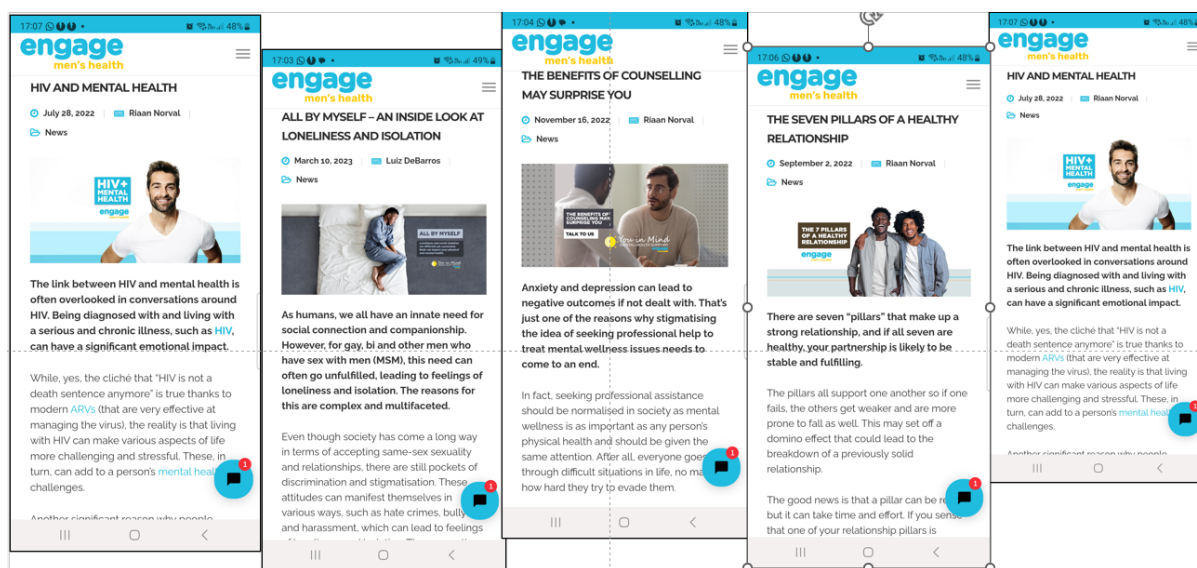 17:07
48%
engage
men's health
HIV AND MENTAL HEALTH
July 28, 2022 | Riaan Norval |
News
HIV+
MENTAL
HEALTH
engage
The link between HIV and mental health is
often overlooked in conversations around
HIV. Being diagnosed with and living with
a serious and chronic illness, such as HIV,
can have a significant emotional impact.
While, yes, the cliché that “HIV is not a
death sentence anymore” is true thanks to
modern ARVs (that are very effective at
managing the virus), the reality is that living
with HIV can make various aspects of life
more challenging and stressful. These, in
turn, can add to a person’s mental heal
challenges.
Another significant reason why people
1
17:03
49%
engage
men's health
ALL BY MYSELF – AN INSIDE LOOK AT
LONELINESS AND ISOLATION
March 10, 2023 | Luiz DeBarros |
News
ALL BY MYSELF
You in Mind
As humans, we all have an innate need for
social connection and companionship.
However, for gay, bi and other men who
have sex with men (MSM), this need can
often go unfulfilled, leading to feelings of
loneliness and isolation. The reasons for
this are complex and multifaceted.
Even though society has come a long way
in terms of accepting same-sex sexuality
and relationships, there are still pockets of
discrimination and stigmatisation. These
attitudes can manifest themselves in
various ways, such as hate crimes, bully
and harassment, which can lead to feelings
1
17:04
48%
engage
men's health
THE BENEFITS OF COUNSELLING
MAY SURPRISE YOU
November 16, 2022 | Riaan Norval |
News
THE BENEFITS OF
COUNSELING MAY
SURPRISE YOU
TALK TO US
You in Mind
Anxiety and depression can lead to
negative outcomes if not dealt with. That’s
just one of the reasons why stigmatising
the idea of seeking professional help to
treat mental wellness issues needs to
come to an end.
In fact, seeking professional assistance
should be normalised in society as mental
wellness is as important as any person’s
physical health and should be given the
same attention. After all, everyone goes
through difficult situations in life, no ma
how hard they try to evade them.
1
17:06
48%
engage
men's health
THE SEVEN PILLARS OF A HEALTHY
RELATIONSHIP
September 2, 2022 | Riaan Norval |
News
THE 7 PILLARS
OF A HEALTHY
RELATIONSHIP
engage
There are seven “pillars” that make up a
strong relationship, and if all seven are
healthy, your partnership is likely to be
stable and fulfilling.
The pillars all support one another so if one
fails, the others get weaker and are more
prone to fall as well. This may set off a
domino effect that could lead to the
breakdown of a previously solid
relationship.
The good news is that a pillar can be re
but it can take time and effort. If you sense
that one of your relationship pillars is
1
17:07
48%
engage
men's health
HIV AND MENTAL HEALTH
July 28, 2022 | Riaan Norval |
News
HIV+
MENTAL
HEALTH
engage
The link between HIV and mental health is
often overlooked in conversations around
HIV. Being diagnosed with and living with
a serious and chronic illness, such as HIV,
can have a significant emotional impact.
While, yes, the cliché that “HIV is not a
death sentence anymore” is true thanks to
modern ARVs (that are very effective at
managing the virus), the reality is that living
with HIV can make various aspects of life
more challenging and stressful. These, in
turn, can add to a person’s mental heal
challenges.
Another significant reason why people
1